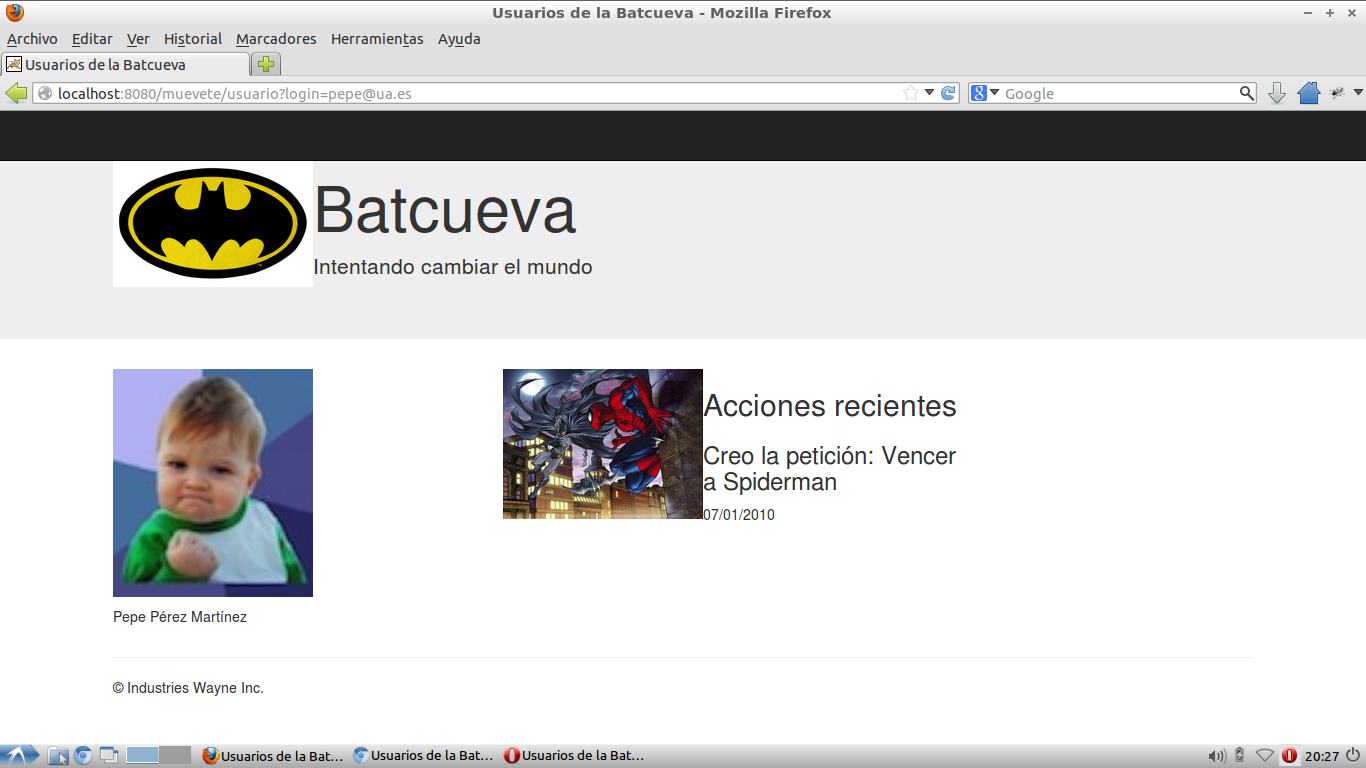 Usuarios de la Batcueva - Mozilla Firefox
Archivo Editar Ver Historial Marcadores Herramientas Ayuda
Usuarios de la Batcueva
localhost:8080/muevete/usuario?login=pepe@ua.es
Google
Batcueva
Intentando cambiar el mundo
Acciones recientes
Creo la petición: Vencer
a Spiderman
07/01/2010
Pepe Pérez Martínez
© Industries Wayne Inc.
Usuarios de la Bat... Usuarios de la Bat... Usuarios de la Bat... 20:27